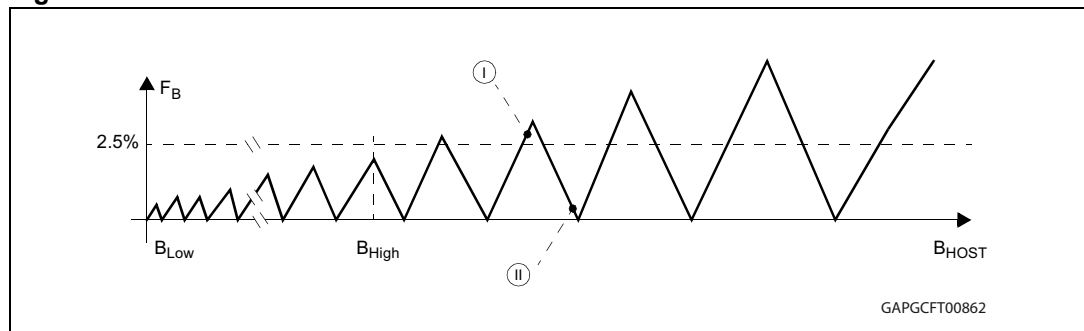 I
F_B
2.5%
B_Low
B_High
B_HOST
II
GAPGCFT00862